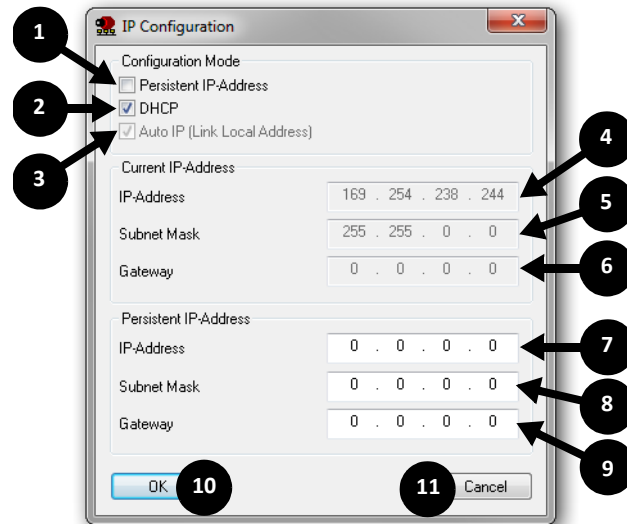 IP Configuration
1
Configuration Mode
Persistent IP-Address
2
DHCP
Auto IP (Link Local Address)
3
4
Current IP-Address
IP-Address 169 . 254 . 238 . 244
5
Subnet Mask 255 . 255 . 0 . 0
Gateway 0 . 0 . 0 . 0
6
Persistent IP-Address
IP-Address 0 . 0 . 0 . 0
7
Subnet Mask 0 . 0 . 0 . 0
8
Gateway 0 . 0 . 0 . 0
9
OK 10 11 Cancel